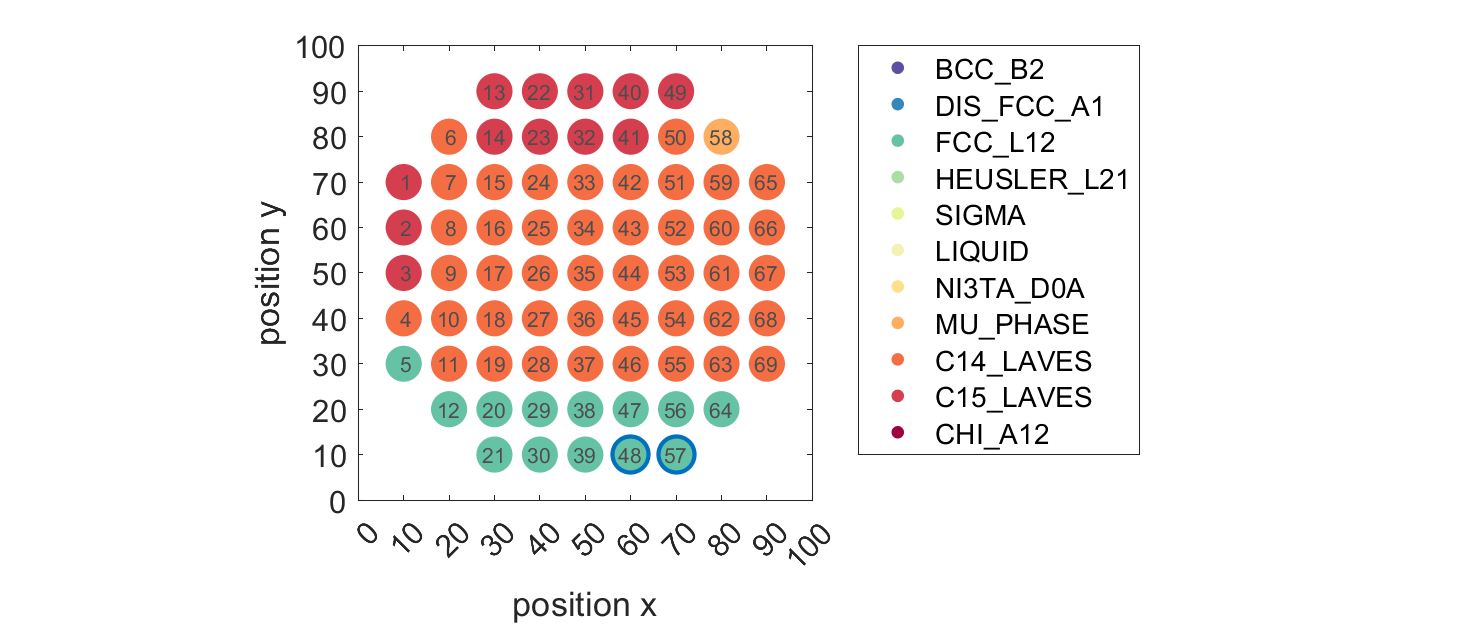 100
90
80
70
60
50
40
30
20
10
0
position y
13 22 31 40 49
6 14 23 32 41 50 58
1 7 15 24 33 42 51 59 65
2 8 16 25 34 43 52 60 66
3 9 17 26 35 44 53 61 67
4 10 18 27 36 45 54 62 68
5 11 19 28 37 46 55 63 69
12 20 29 38 47 56 64
21 30 39 48 57
0 10 20 30 40 50 60 70 80 90 100
position x
BCC_B2
DIS_FCC_A1
FCC_L12
HEUSLER_L21
SIGMA
LIQUID
NI3TA_D0A
MU_PHASE
C14_LAVES
C15_LAVES
CHI_A12